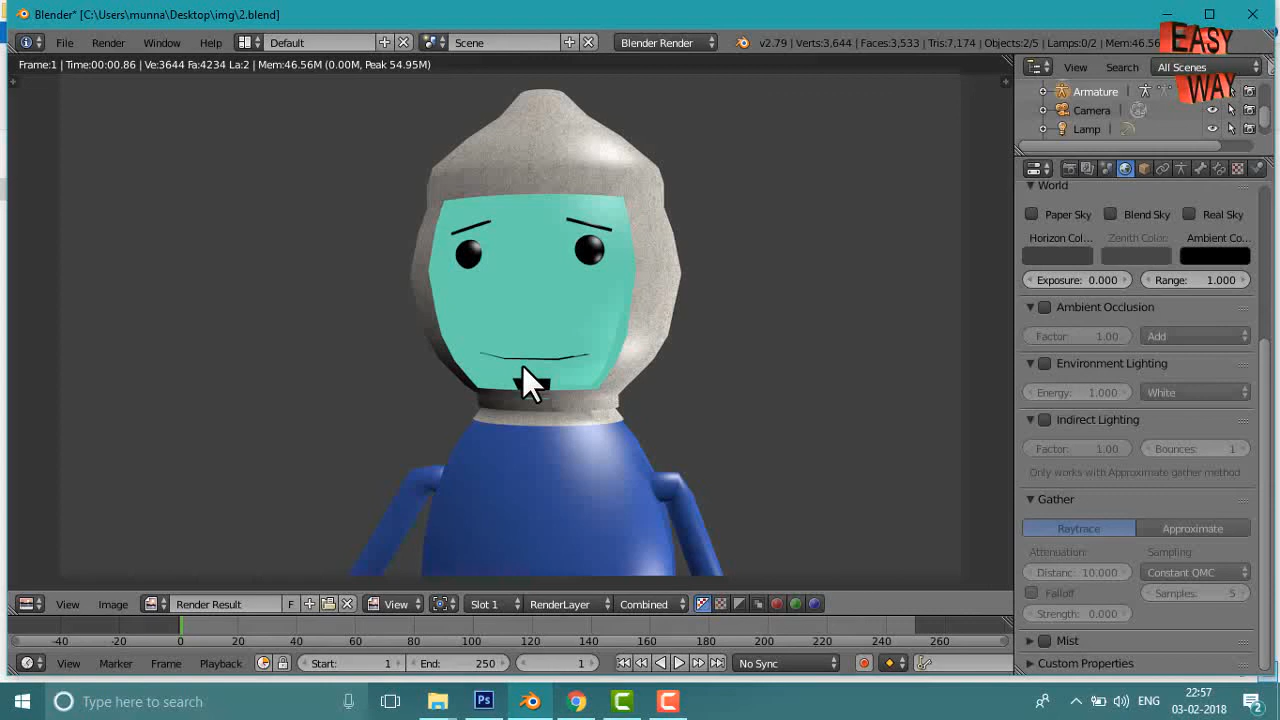 Blender* [C:\Users\munna\Desktop\img\2.blend]
File Render Window Help Default Scene Blender Render v2.79 | Verts:3,644 | Faces:3,533 | Tris:7,174 | Objects:2/5 | Lamps:0/2 | Mem:46.56
EASY
WAY
Frame:1 | Time:00:00.86 | Ve:3644 Fa:4234 La:2 | Mem:46.56M (0.00M, Peak 54.95M)
View Search All Scenes
Armature
Camera
Lamp
World
Paper Sky Blend Sky Real Sky
Horizon Col... Zenith Color: Ambient Co...
Exposure: 0.000 Range: 1.000
Ambient Occlusion
Factor: 1.00 Add
Environment Lighting
Energy: 1.000 White
Indirect Lighting
Factor: 1.00 Bounces: 1
Only works with Approximate gather method
Gather
Raytrace Approximate
Attenuation: Sampling:
Distanc: 10.000 Constant QMC
Falloff Samples: 5
Strength: 0.000
Mist
Custom Properties
View Image Render Result F View Slot 1 RenderLayer Combined
-40 -20 0 20 40 60 80 100 120 140 160 180 200 220 240 260
View Marker Frame Playback Start: 1 End: 250 1 No Sync
Type here to search Ps ENG 22:57
03-02-2018 2